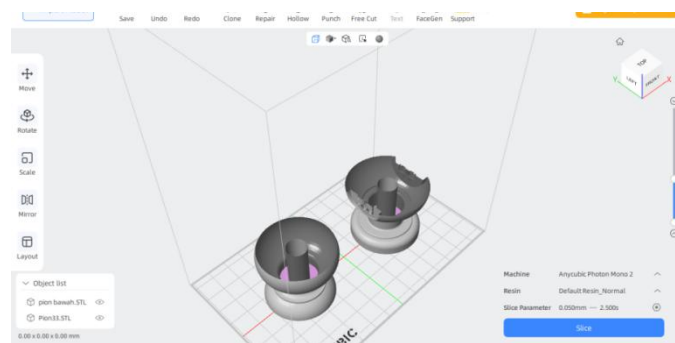 Save Undo Redo Clone Repair Hollow Punch Free Cut Text FaceGen Support
Move
Rotate
Scale
Mirror
Layout
TOP
LEFT
FRONT
Y
X
Object list
pion bawah.STL
Pion33.STL
0.00 x 0.00 x 0.00 mm
BIC
Machine Anycubic Photon Mono 2
Resin Default Resin_Normal
Slice Parameter 0.050mm — 2.500s
Slice